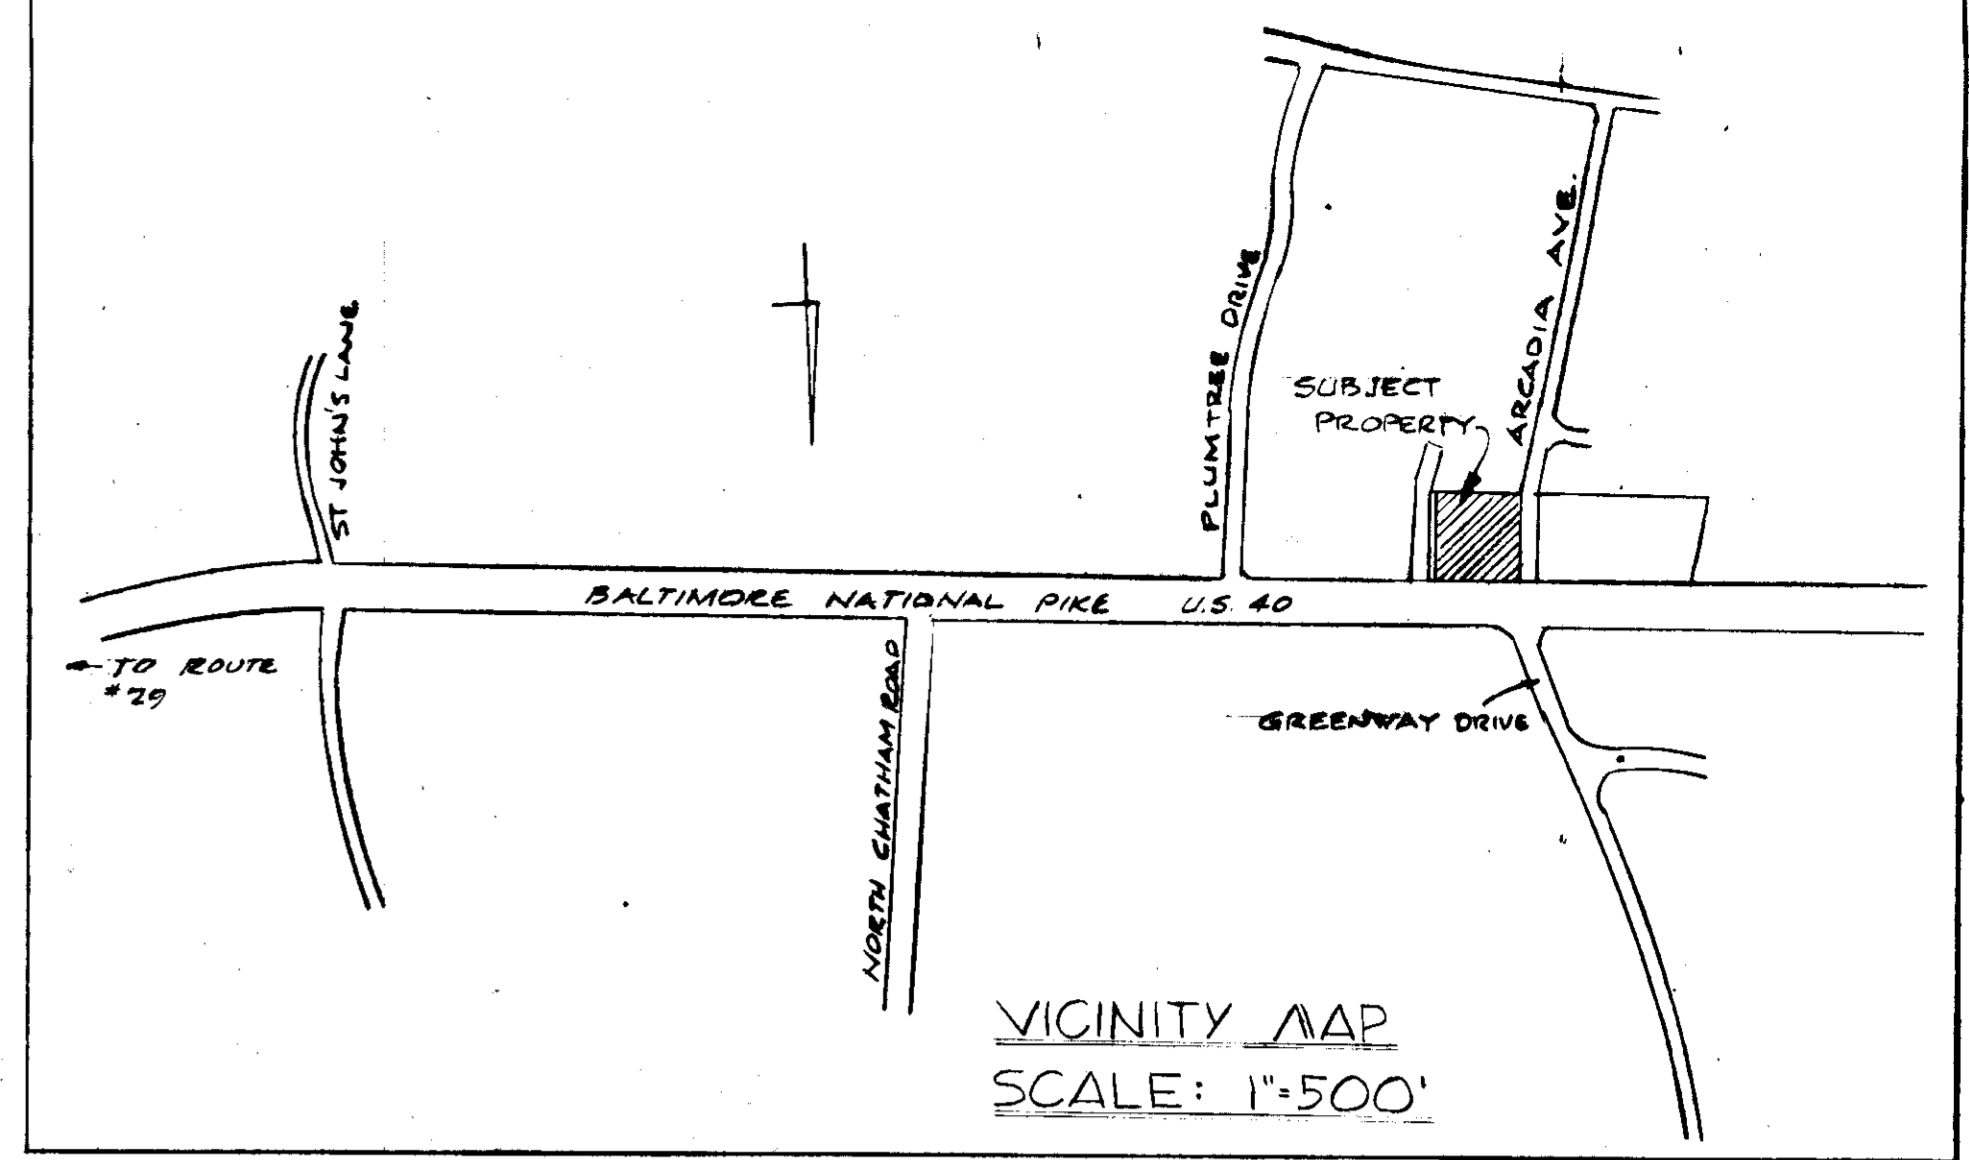 ST JOHN'S LANE
PLUMTREE DRIVE
ARCADIA AVE.
SUBJECT
PROPERTY
BALTIMORE NATIONAL PIKE U.S. 40
TO ROUTE
#29
NORTH CHATHAM ROAD
GREENWAY DRIVE
VICINITY MAP
SCALE: 1"=500'